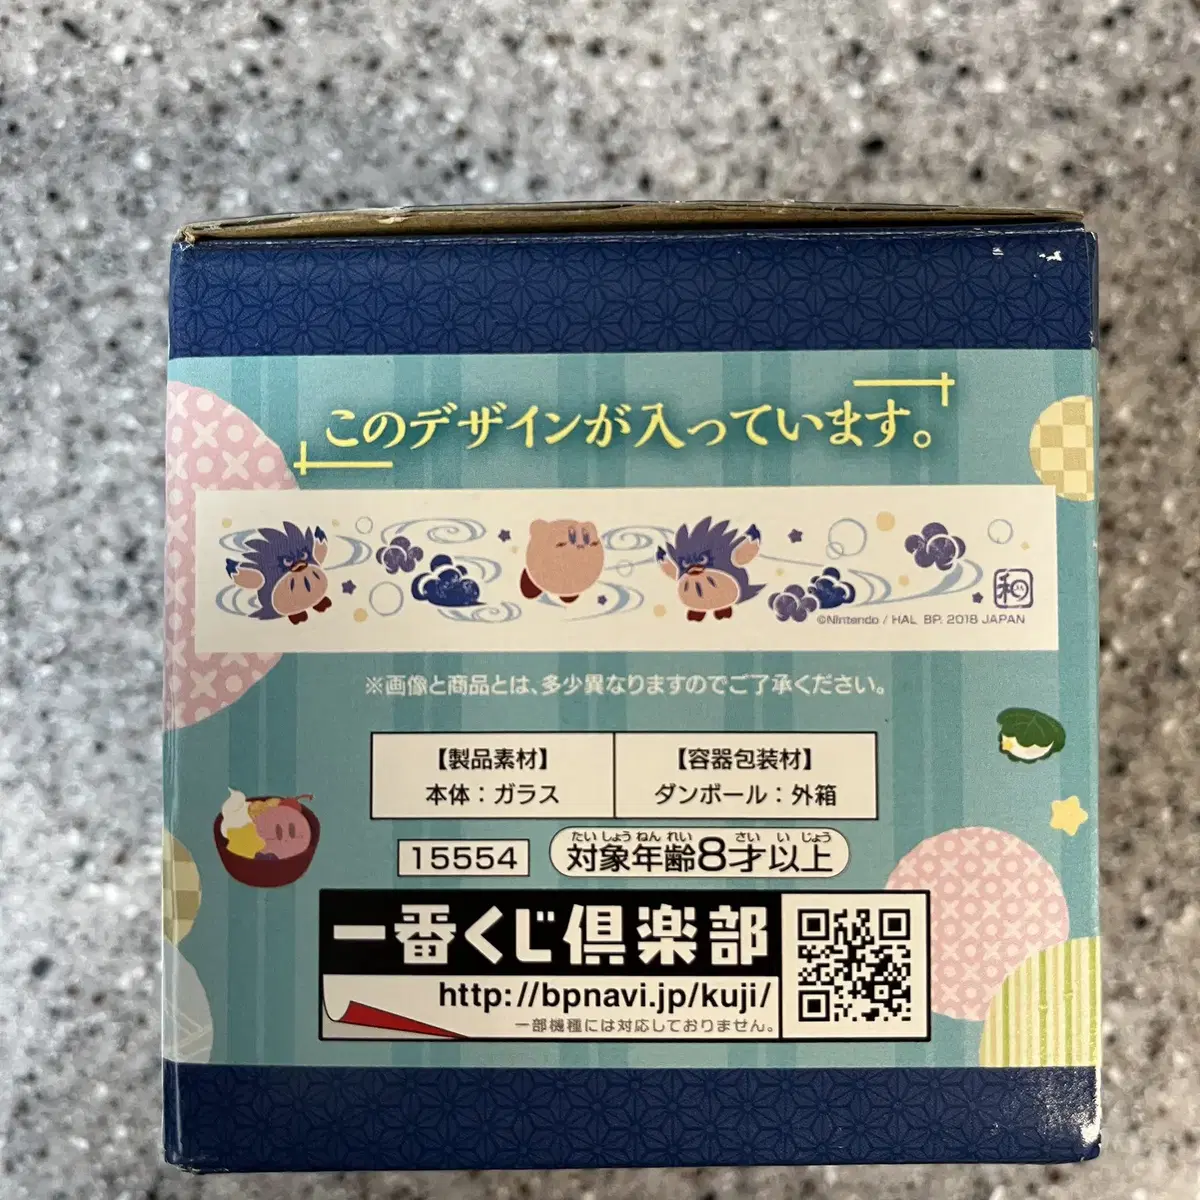 このデザインが入っています。
和
©Nintendo / HAL BP. 2018 JAPAN
※画像と商品とは、多少異なりますのでご了承ください。
【製品素材】
本体：ガラス
【容器包装材】
ダンボール：外箱
15554
たいしょうねんれい さいいじょう
対象年齢8才以上
一番くじ倶楽部
http://bpnavi.jp/kuji/
一部機種には対応しておりません。